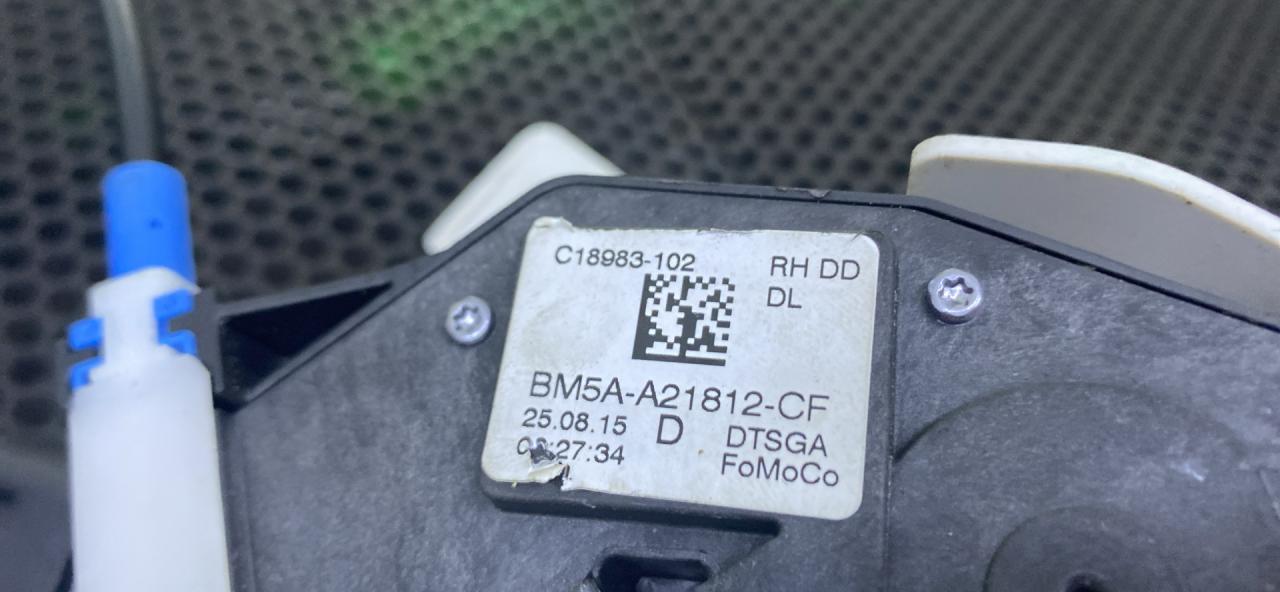 C18983-102
RH DD
DL
BM5A-A21812-CF
25.08.15
D
DTSGA
:27:34
FoMoCo